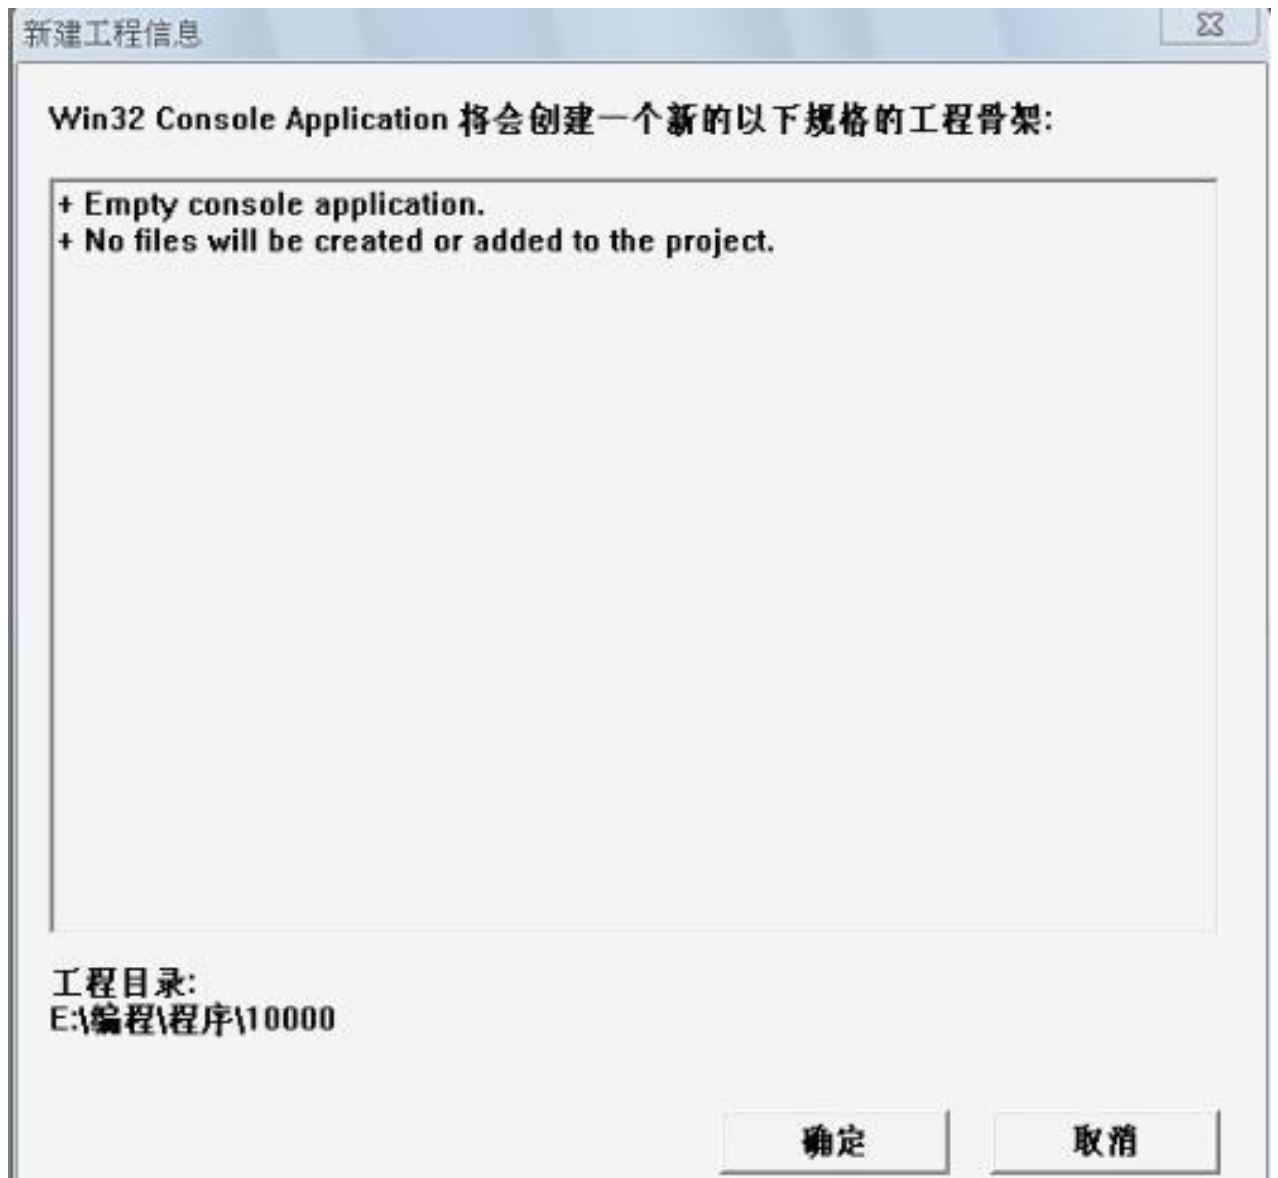 新建工程信息
Win32 Console Application 将会创建一个新的以下规格的工程骨架:
+ Empty console application.
+ No files will be created or added to the project.
工程目录:
E:\编程\程序\10000
确定
取消